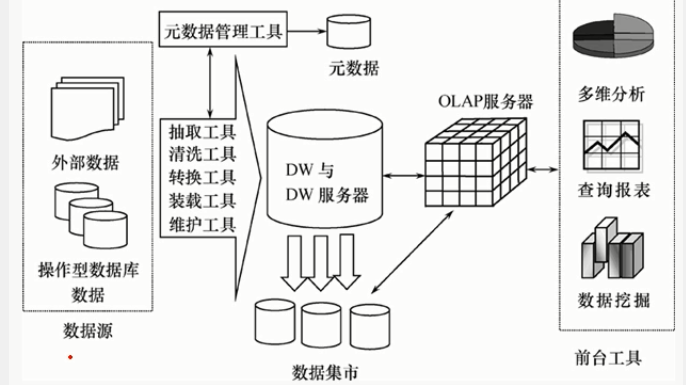 元数据管理工具
元数据
外部数据
操作型数据库
数据
数据源
抽取工具
清洗工具
转换工具
装载工具
维护工具
DW 与
DW 服务器
数据集市
OLAP服务器
多维分析
查询报表
数据挖掘
前台工具